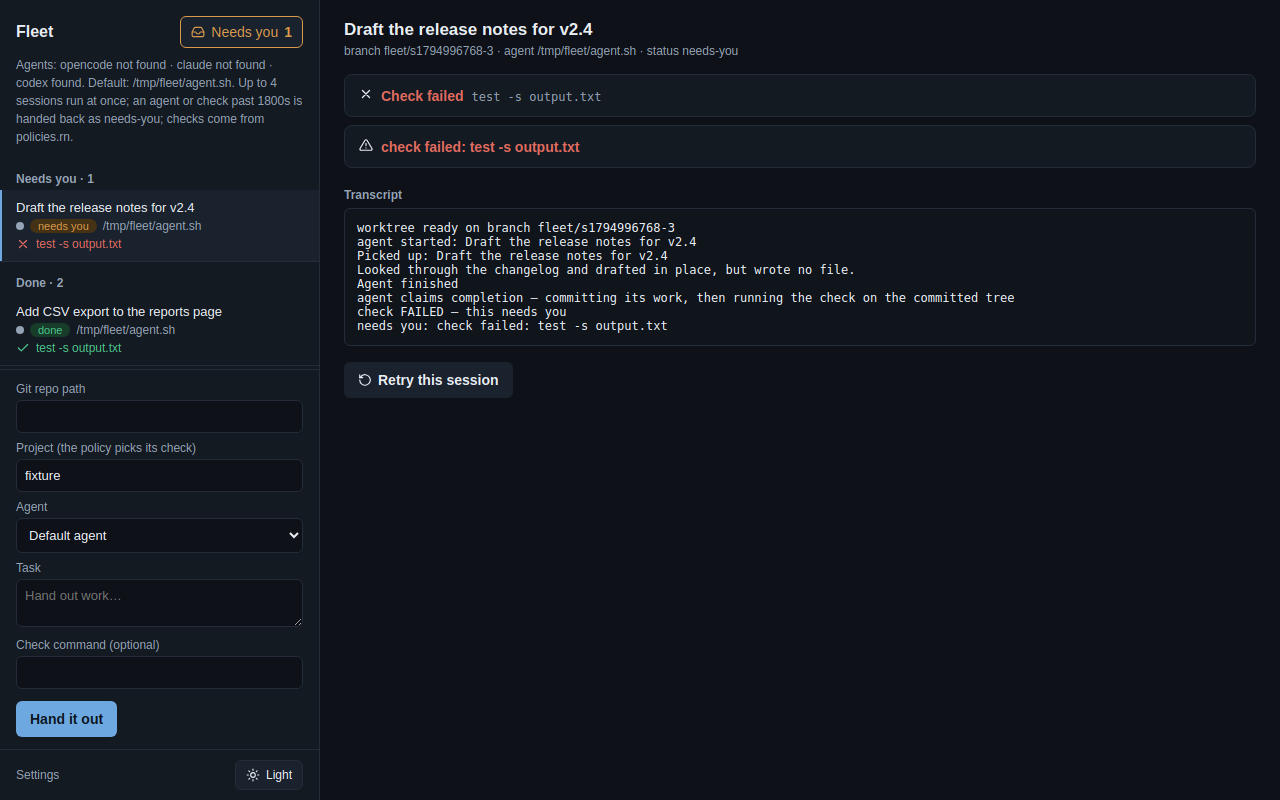 Fleet
Needs you 1
Agents: opencode not found · claude not found ·
codex found. Default: /tmp/fleet/agent.sh. Up to 4
sessions run at once; an agent or check past 1800s is
handed back as needs-you; checks come from
policies.rn.
Needs you · 1
Draft the release notes for v2.4
needs you /tmp/fleet/agent.sh
test -s output.txt
Done · 2
Add CSV export to the reports page
done /tmp/fleet/agent.sh
test -s output.txt
Git repo path
Project (the policy picks its check)
fixture
Agent
Default agent
Task
Hand out work…
Check command (optional)
Hand it out
Settings
Light
Draft the release notes for v2.4
branch fleet/s1794996768-3 · agent /tmp/fleet/agent.sh · status needs-you
Check failed test -s output.txt
check failed: test -s output.txt
Transcript
worktree ready on branch fleet/s1794996768-3
agent started: Draft the release notes for v2.4
Picked up: Draft the release notes for v2.4
Looked through the changelog and drafted in place, but wrote no file.
Agent finished
agent claims completion — committing its work, then running the check on the committed tree
check FAILED — this needs you
needs you: check failed: test -s output.txt
Retry this session